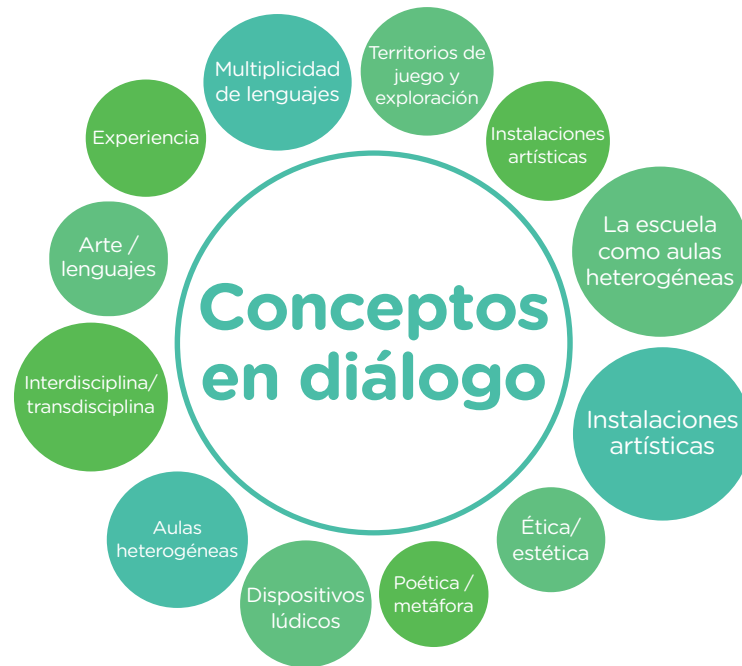 Conceptos
en diálogo
Multiplicidad
de lenguajes
Territorios de
juego y
exploración
Instalaciones
artísticas
La escuela
como aulas
heterogéneas
Instalaciones
artísticas
Ética/
estética
Poética /
metáfora
Dispositivos
lúdicos
Aulas
heterogéneas
Interdisciplina/
transdisciplina
Arte /
lenguajes
Experiencia